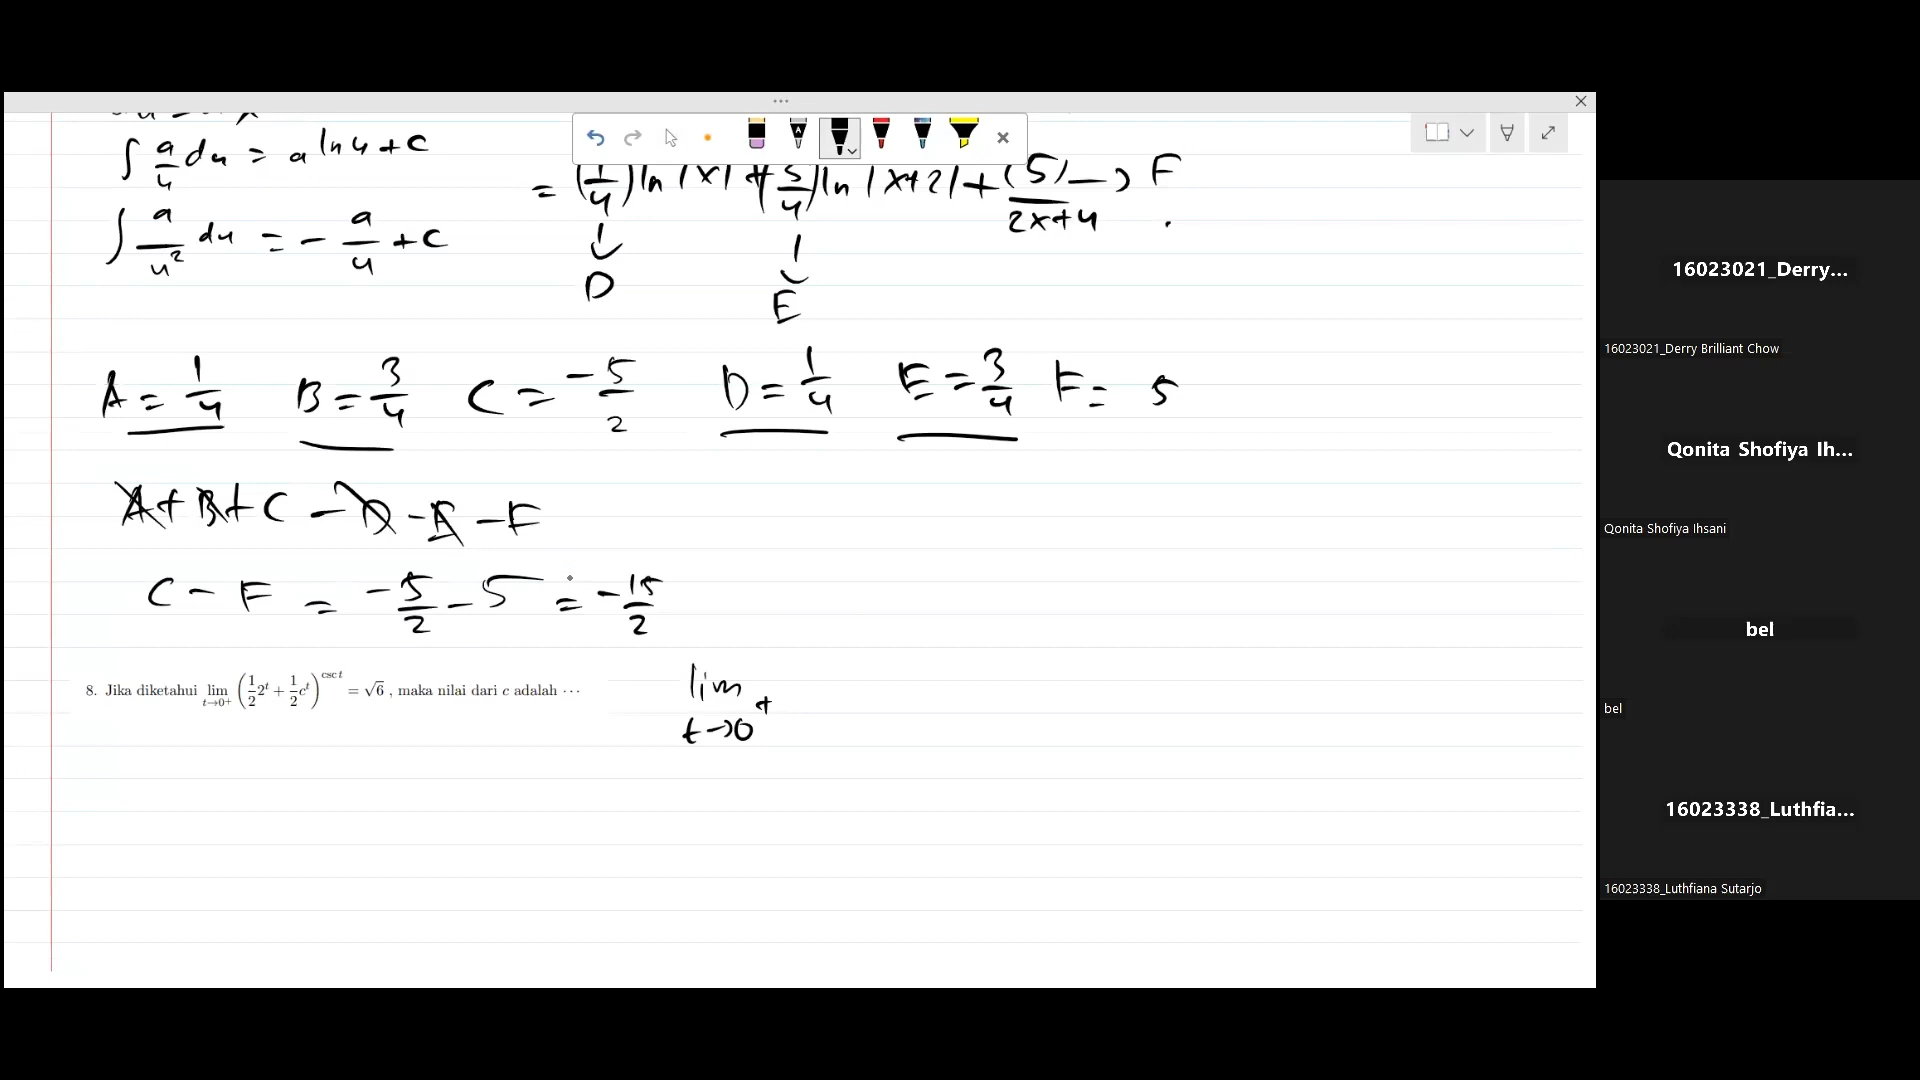 ∫ a/u du = a ln u + C
= (1/4) ln |x| + (3/4) ln |x+2| + (5)/(2x+4) → F
∫ a/u² du = - a/u + C
↓ D
↓ E
A = 1/4 B = 3/4 C = -5/2 D = 1/4 E = 3/4 F = 5
A + B + C - D - E - F
C - F = -5/2 - 5 = -15/2
8. Jika diketahui lim t→0⁺ (1/2 2ᵗ + 1/2 cᵗ)^csc t = √6 , maka nilai dari c adalah ···
lim t→0⁺
16023021_Derry...
16023021_Derry Brilliant Chow
Qonita Shofiya Ih...
Qonita Shofiya Ihsani
bel
bel
16023338_Luthfia...
16023338_Luthfiana Sutarjo